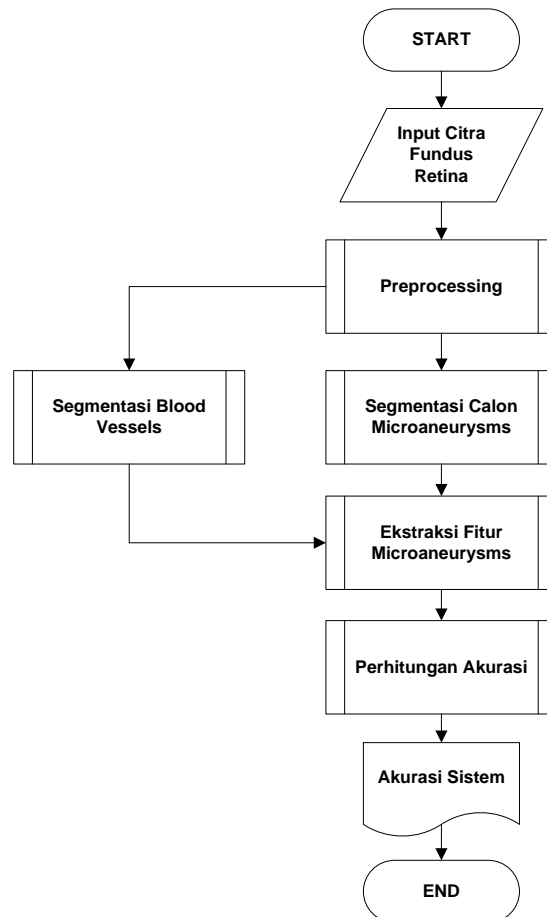 START
Input Citra
Fundus
Retina
Preprocessing
Segmentasi Blood
Vessels
Segmentasi Calon
Microaneurysms
Ekstraksi Fitur
Microaneurysms
Perhitungan Akurasi
Akurasi Sistem
END